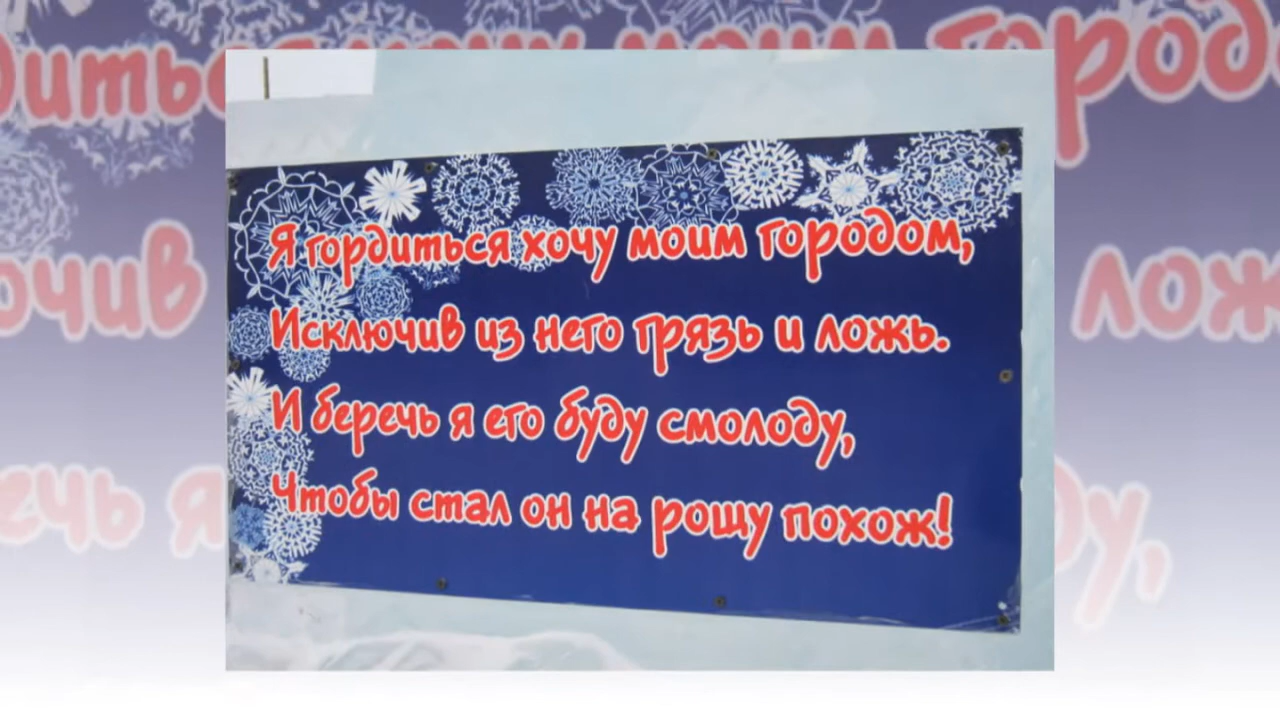 Я гордиться хочу моим городом,
Исключив из него грязь и ложь.
И беречь я его буду смолоду,
Чтобы стал он на рощу похож!